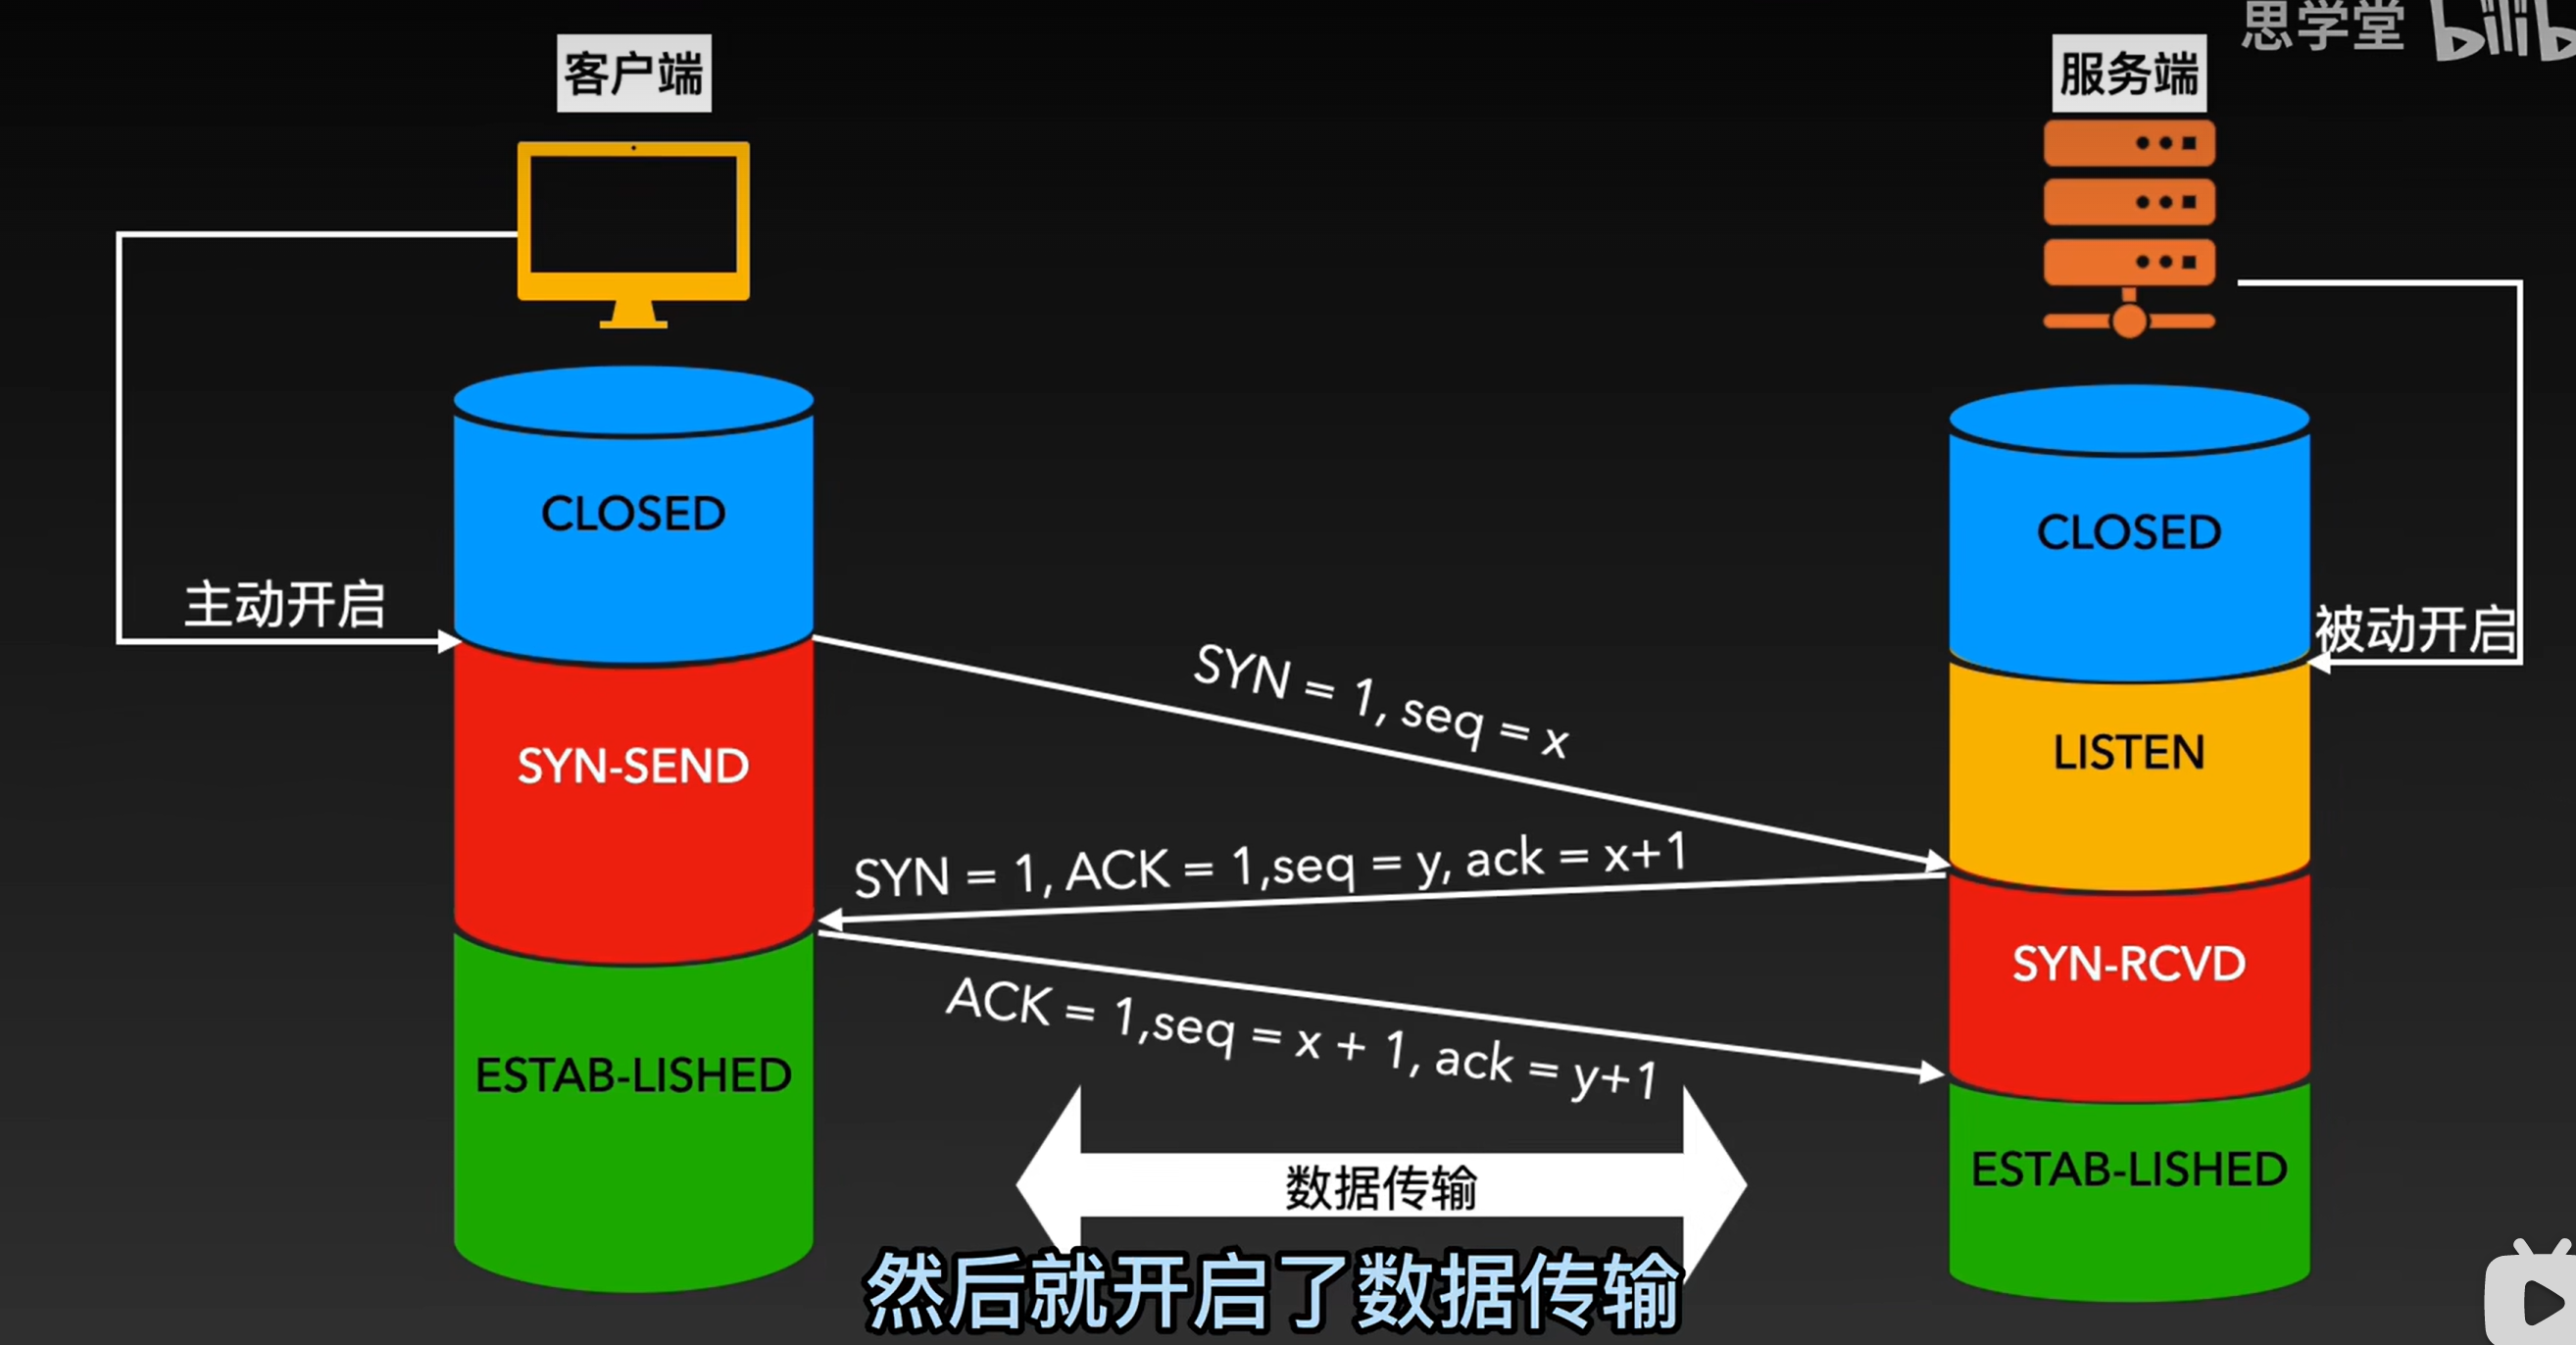 思学堂
客户端
服务端
CLOSED
CLOSED
主动开启
被动开启
SYN = 1, seq = x
SYN-SEND
LISTEN
SYN = 1, ACK = 1,seq = y, ack = x+1
SYN-RCVD
ACK = 1,seq = x + 1, ack = y+1
ESTAB-LISHED
ESTAB-LISHED
数据传输
然后就开启了数据传输